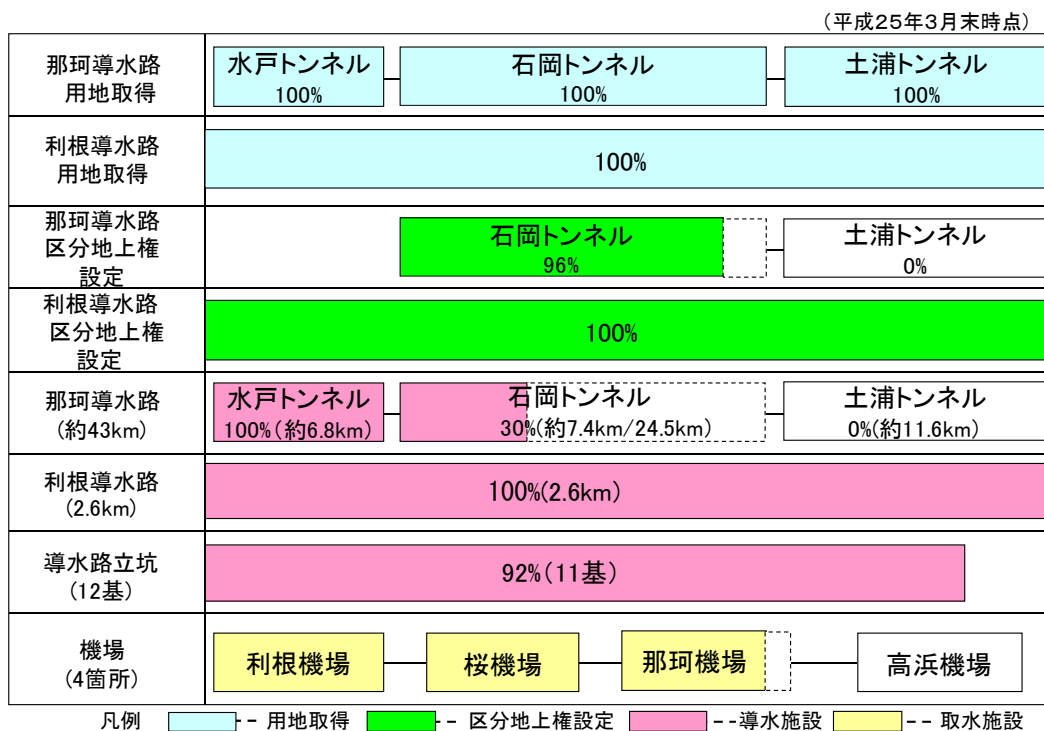 (平成25年3月末時点)
那珂導水路
用地取得
水戸トンネル
100%
石岡トンネル
100%
土浦トンネル
100%
利根導水路
用地取得
100%
那珂導水路
区分地上権
設定
石岡トンネル
96%
土浦トンネル
0%
利根導水路
区分地上権
設定
100%
那珂導水路
(約43km)
水戸トンネル
100%(約6.8km)
石岡トンネル
30%(約7.4km/24.5km)
土浦トンネル
0%(約11.6km)
利根導水路
(2.6km)
100%(2.6km)
導水路立坑
(12基)
92%(11基)
機場
(4箇所)
利根機場
桜機場
那珂機場
高浜機場
凡例 用地取得 区分地上権設定 導水施設 取水施設